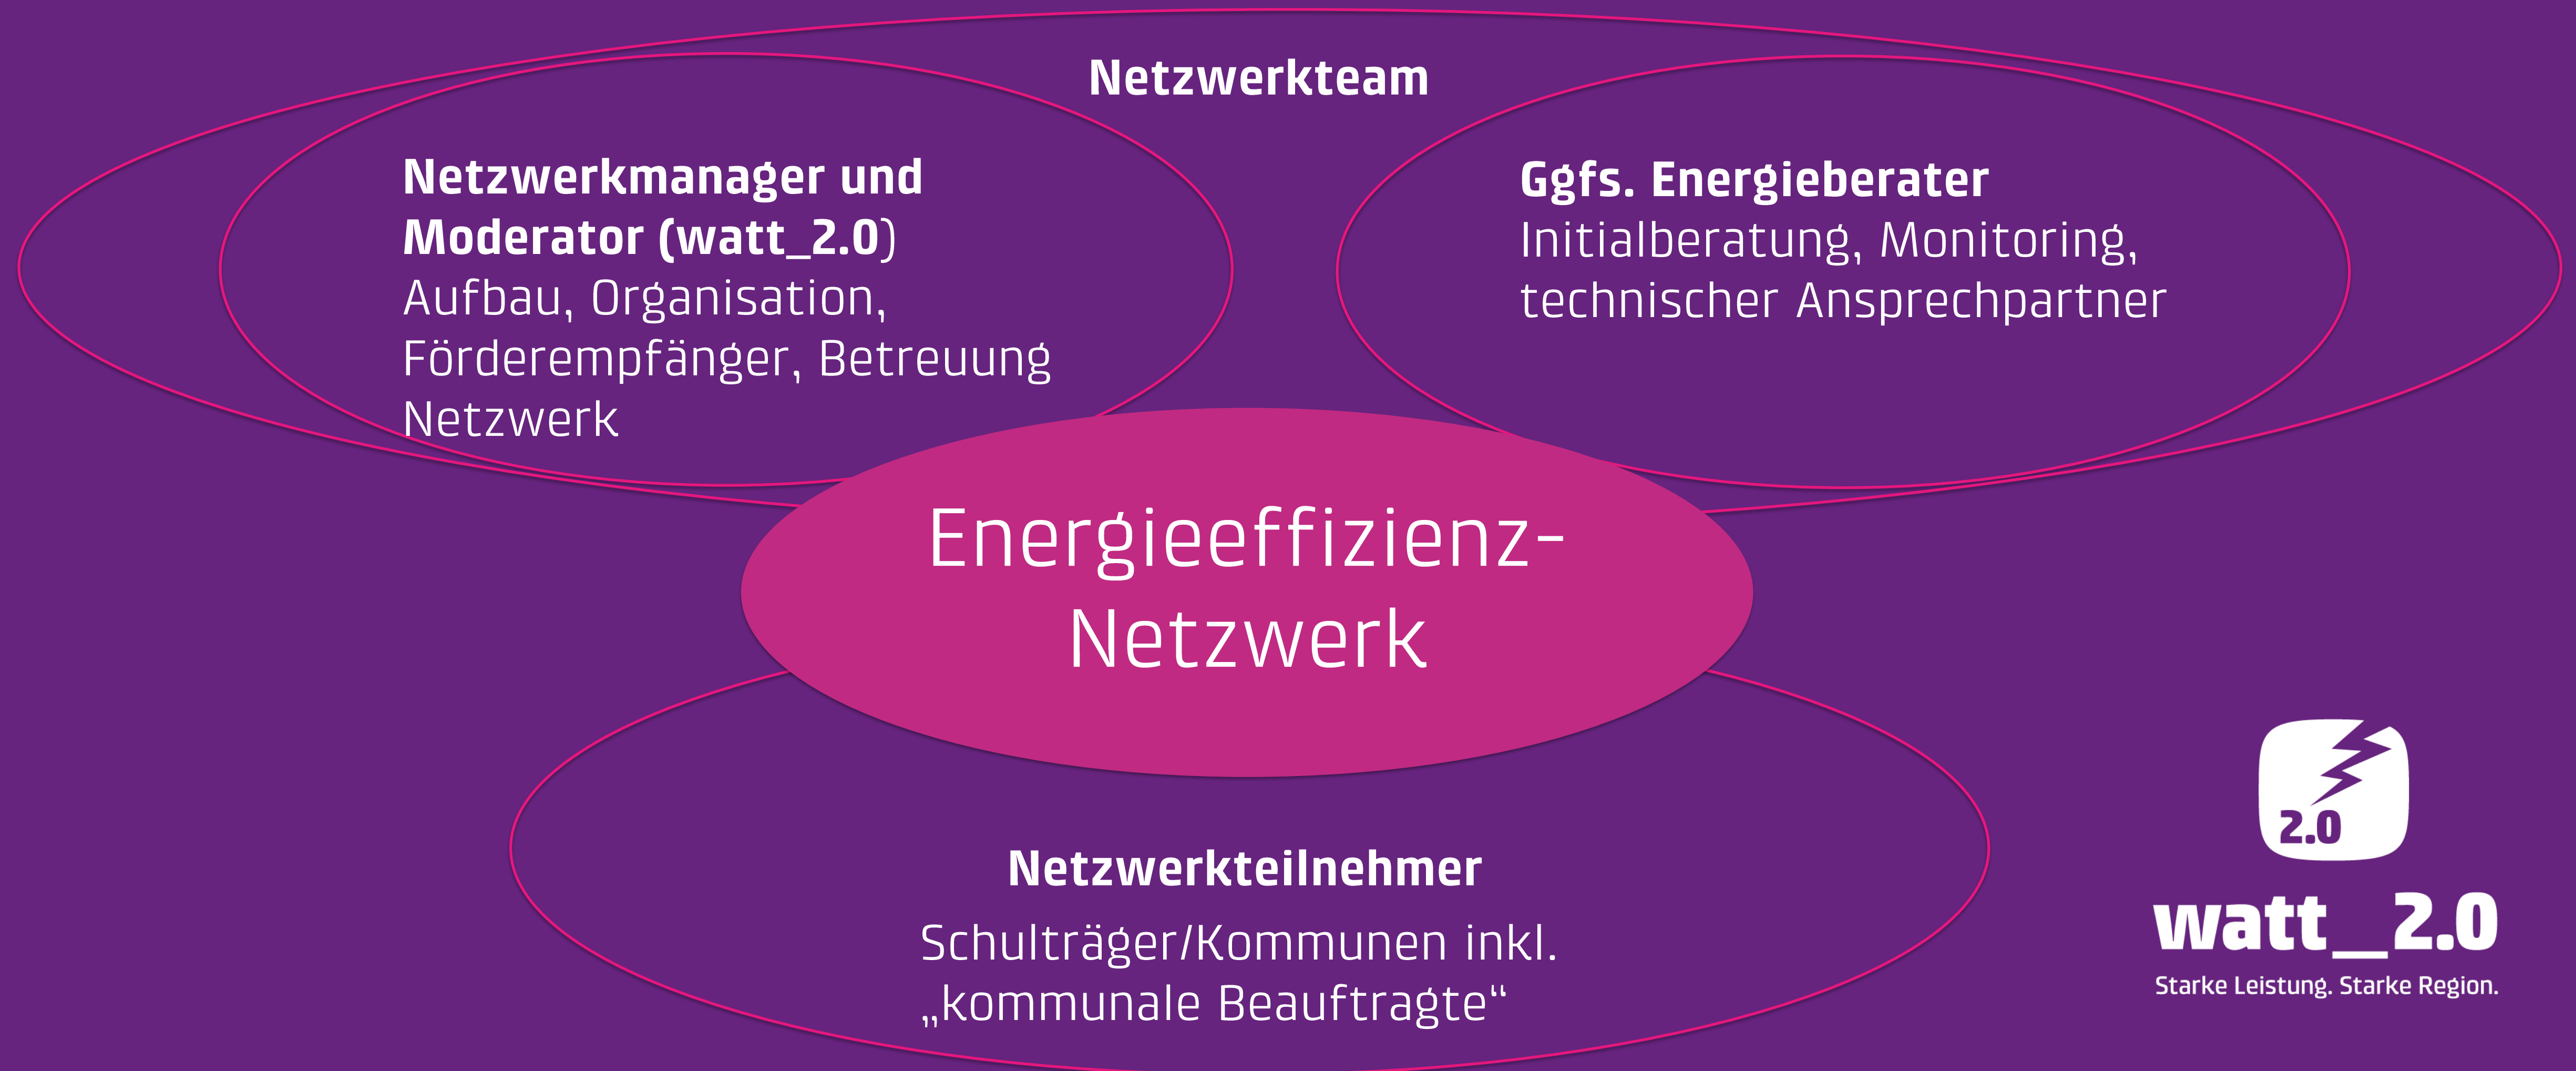 Netzwerkteam
Netzwerkmanager und
Moderator (watt_2.0)
Aufbau, Organisation,
Förderempfänger, Betreuung
Netzwerk
Ggfs. Energieberater
Initialberatung, Monitoring,
technischer Ansprechpartner
Energieeffizienz-
Netzwerk
Netzwerkteilnehmer
Schulträger/Kommunen inkl.
„kommunale Beauftragte“
2.0
watt_2.0
Starke Leistung. Starke Region.